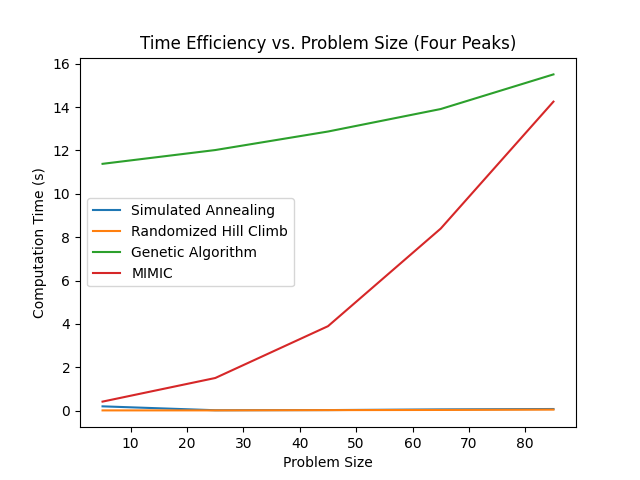 Time Efficiency vs. Problem Size (Four Peaks)
16
14
12
10
8
6
4
2
0
Computation Time (s)
Simulated Annealing
Randomized Hill Climb
Genetic Algorithm
MIMIC
10 20 30 40 50 60 70 80
Problem Size